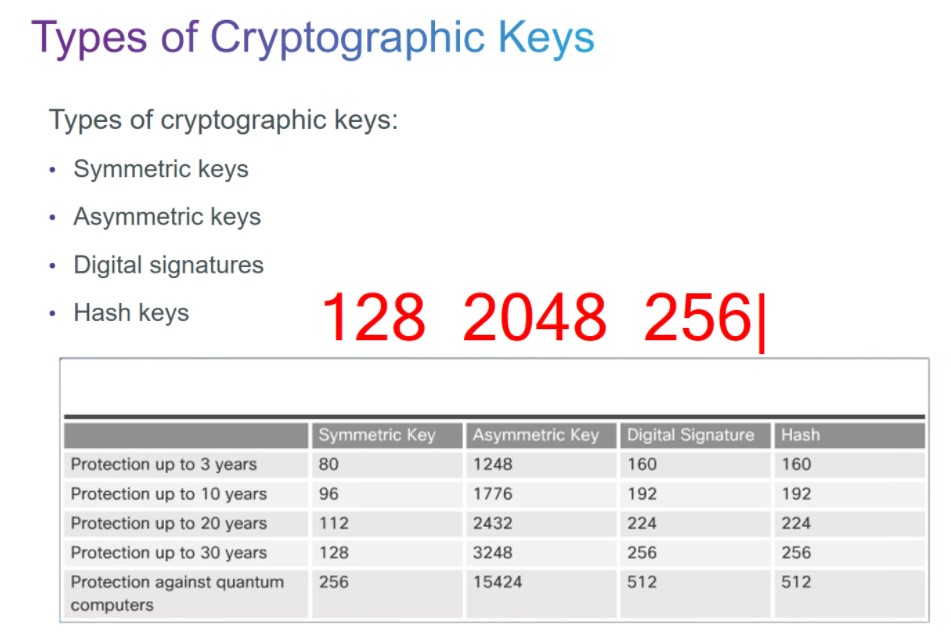 Types of Cryptographic Keys
Types of cryptographic keys:
• Symmetric keys
• Asymmetric keys
• Digital signatures
• Hash keys
128 2048 256|
Symmetric Key Asymmetric Key Digital Signature Hash
Protection up to 3 years 80 1248 160 160
Protection up to 10 years 96 1776 192 192
Protection up to 20 years 112 2432 224 224
Protection up to 30 years 128 3248 256 256
Protection against quantum 256 15424 512 512
computers